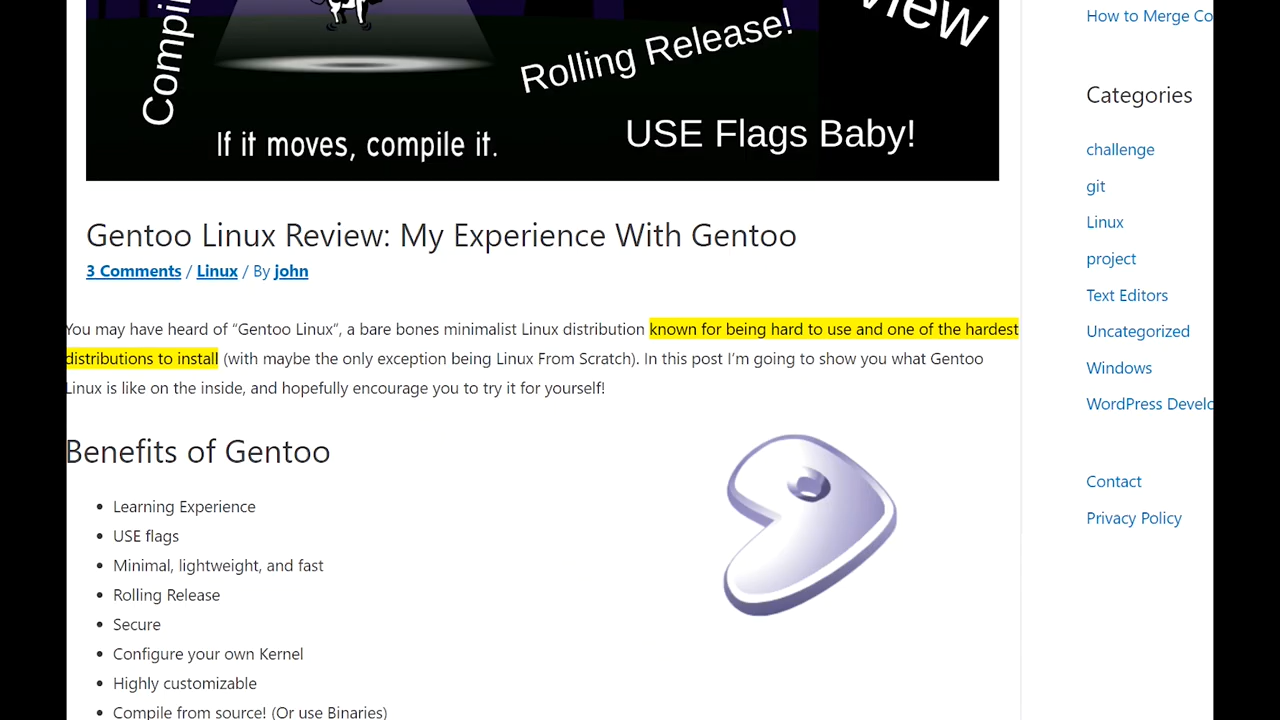 Compi
Rolling Release!
view
If it moves, compile it.
USE Flags Baby!
Gentoo Linux Review: My Experience With Gentoo
3 Comments / Linux / By john
You may have heard of “Gentoo Linux”, a bare bones minimalist Linux distribution known for being hard to use and one of the hardest
distributions to install (with maybe the only exception being Linux From Scratch). In this post I’m going to show you what Gentoo
Linux is like on the inside, and hopefully encourage you to try it for yourself!
Benefits of Gentoo
• Learning Experience
• USE flags
• Minimal, lightweight, and fast
• Rolling Release
• Secure
• Configure your own Kernel
• Highly customizable
• Compile from source! (Or use Binaries)
How to Merge Co
Categories
challenge
git
Linux
project
Text Editors
Uncategorized
Windows
WordPress Develo
Contact
Privacy Policy